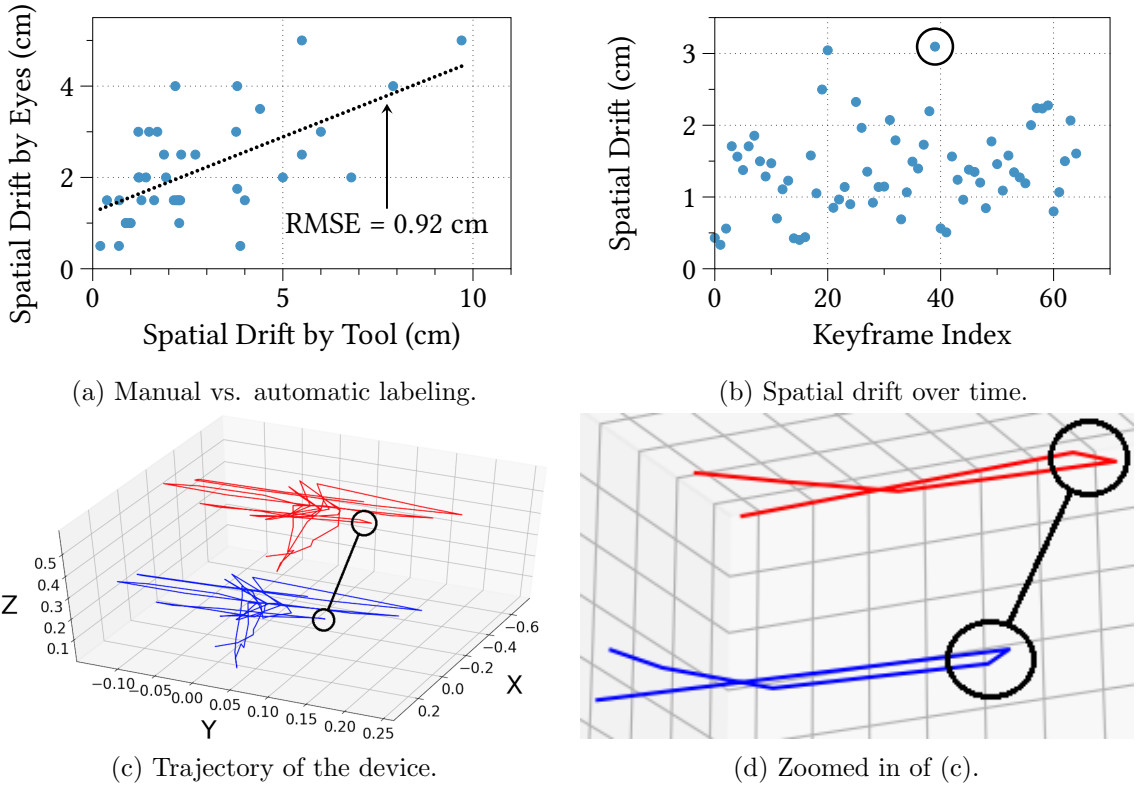 Spatial Drift by Eyes (cm)
4
2
0
RMSE = 0.92 cm
0
5
10
Spatial Drift by Tool (cm)
(a) Manual vs. automatic labeling.
Spatial Drift (cm)
3
2
1
0
0
20
40
60
Keyframe Index
(b) Spatial drift over time.
Z
0.5
0.4
0.3
0.2
0.1
-0.10
-0.05
0.00
0.05
0.10
0.15
0.20
0.25
Y
-0.6
-0.4
-0.2
0.0
0.2
X
(c) Trajectory of the device.
(d) Zoomed in of (c).